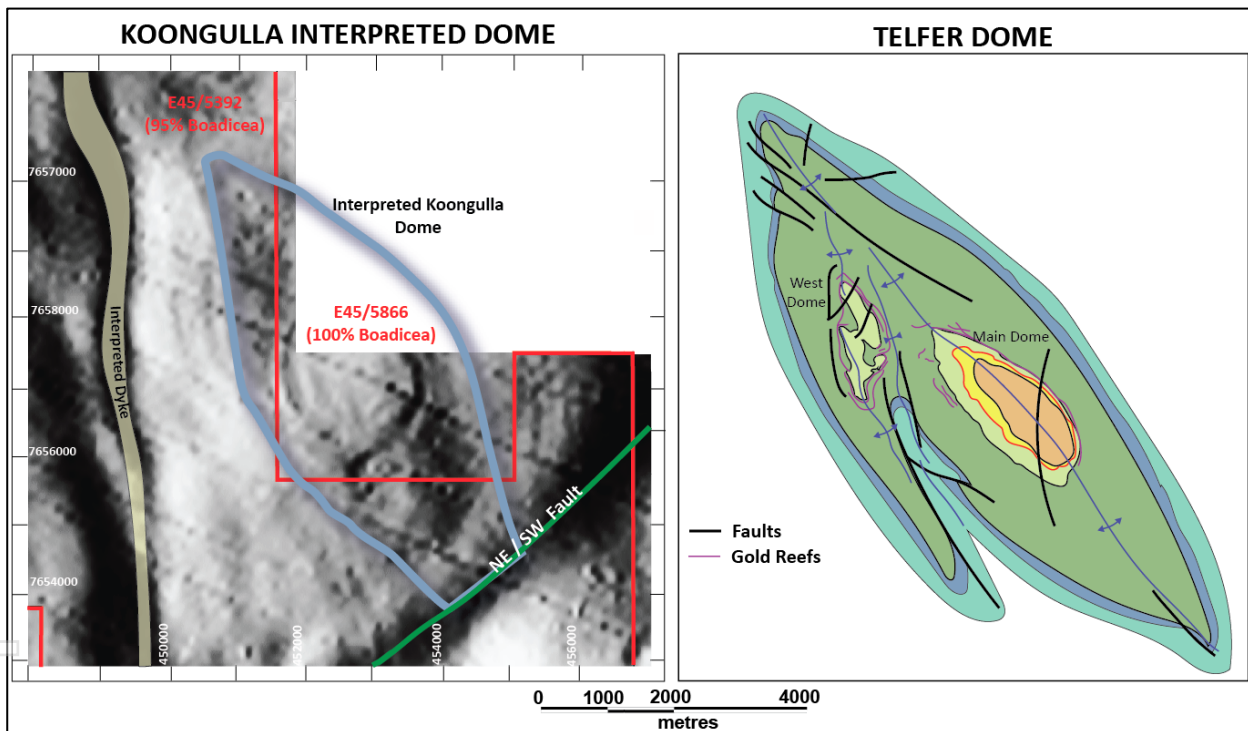 KOONGULLA INTERPRETED DOME
E45/5392
(95% Boadicea)
7657000
Interpreted Koongulla
Dome
E45/5866
(100% Boadicea)
7658000
Interpreted Dyke
7656000
NE / SW Fault
7654000
450000
452000
454000
456000
TELFER DOME
West
Dome
Main Dome
Faults
Gold Reefs
0 1000 2000 4000
metres